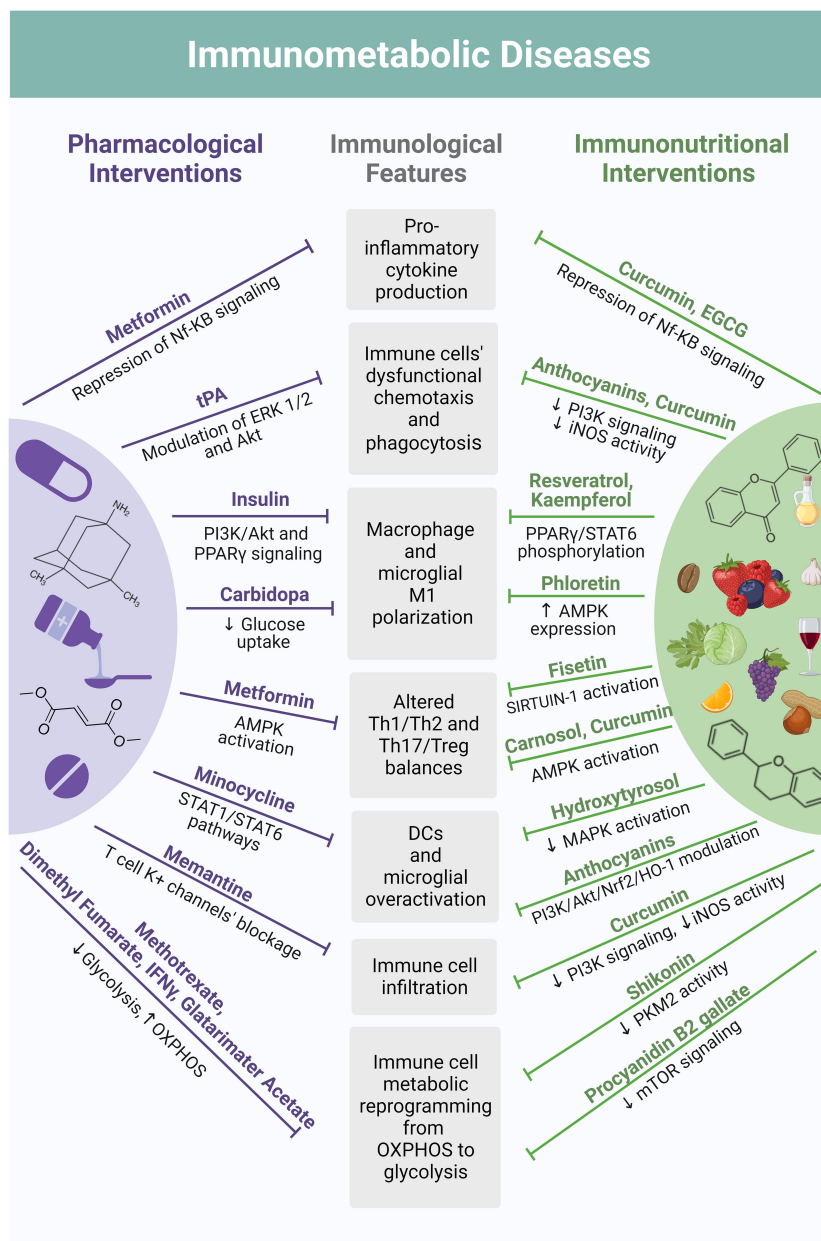 Immunometabolic Diseases
Pharmacological
Interventions
Immunological
Features
Immunonutritional
Interventions
Metformin
Repression of Nf-KB signaling
tPA
Modulation of ERK 1/2
and Akt
Insulin
PI3K/Akt and
PPARγ signaling
Carbidopa
↓ Glucose
uptake
Metformin
AMPK
activation
Minocycline
STAT1/STAT6
pathways
Memantine
T cell K+ channels' blockage
Methotrexate,
Dimethyl Fumarate, IFNγ, Glatarimater Acetate
↓Glycolysis, ↑OXPHOS
NH₂
CH₃
CH₃
O
O
O
O
Pro-
inflammatory
cytokine
production
Immune cells'
dysfunctional
chemotaxis
and
phagocytosis
Macrophage
and
microglial
M1
polarization
Altered
Th1/Th2 and
Th17/Treg
balances
DCs
and
microglial
overactivation
Immune cell
infiltration
Immune cell
metabolic
reprogramming
from
OXPHOS to
glycolysis
Curcumin, EGCG
Repression of Nf-KB signaling
Anthocyanins, Curcumin
↓ PI3K signaling
↓ iNOS activity
Resveratrol,
Kaempferol
PPARγ/STAT6
phosphorylation
Phloretin
↑ AMPK
expression
Fisetin
SIRTUIN-1 activation
Carnosol, Curcumin
AMPK activation
Hydroxytyrosol
↓ MAPK activation
Anthocyanins
PI3K/Akt/Nrf2/HO-1 modulation
Curcumin
↓ PI3K signaling, ↓iNOS activity
Shikonin
↓ PKM2 activity
Procyanidin B2 gallate
↓ mTOR signaling
O
O
O